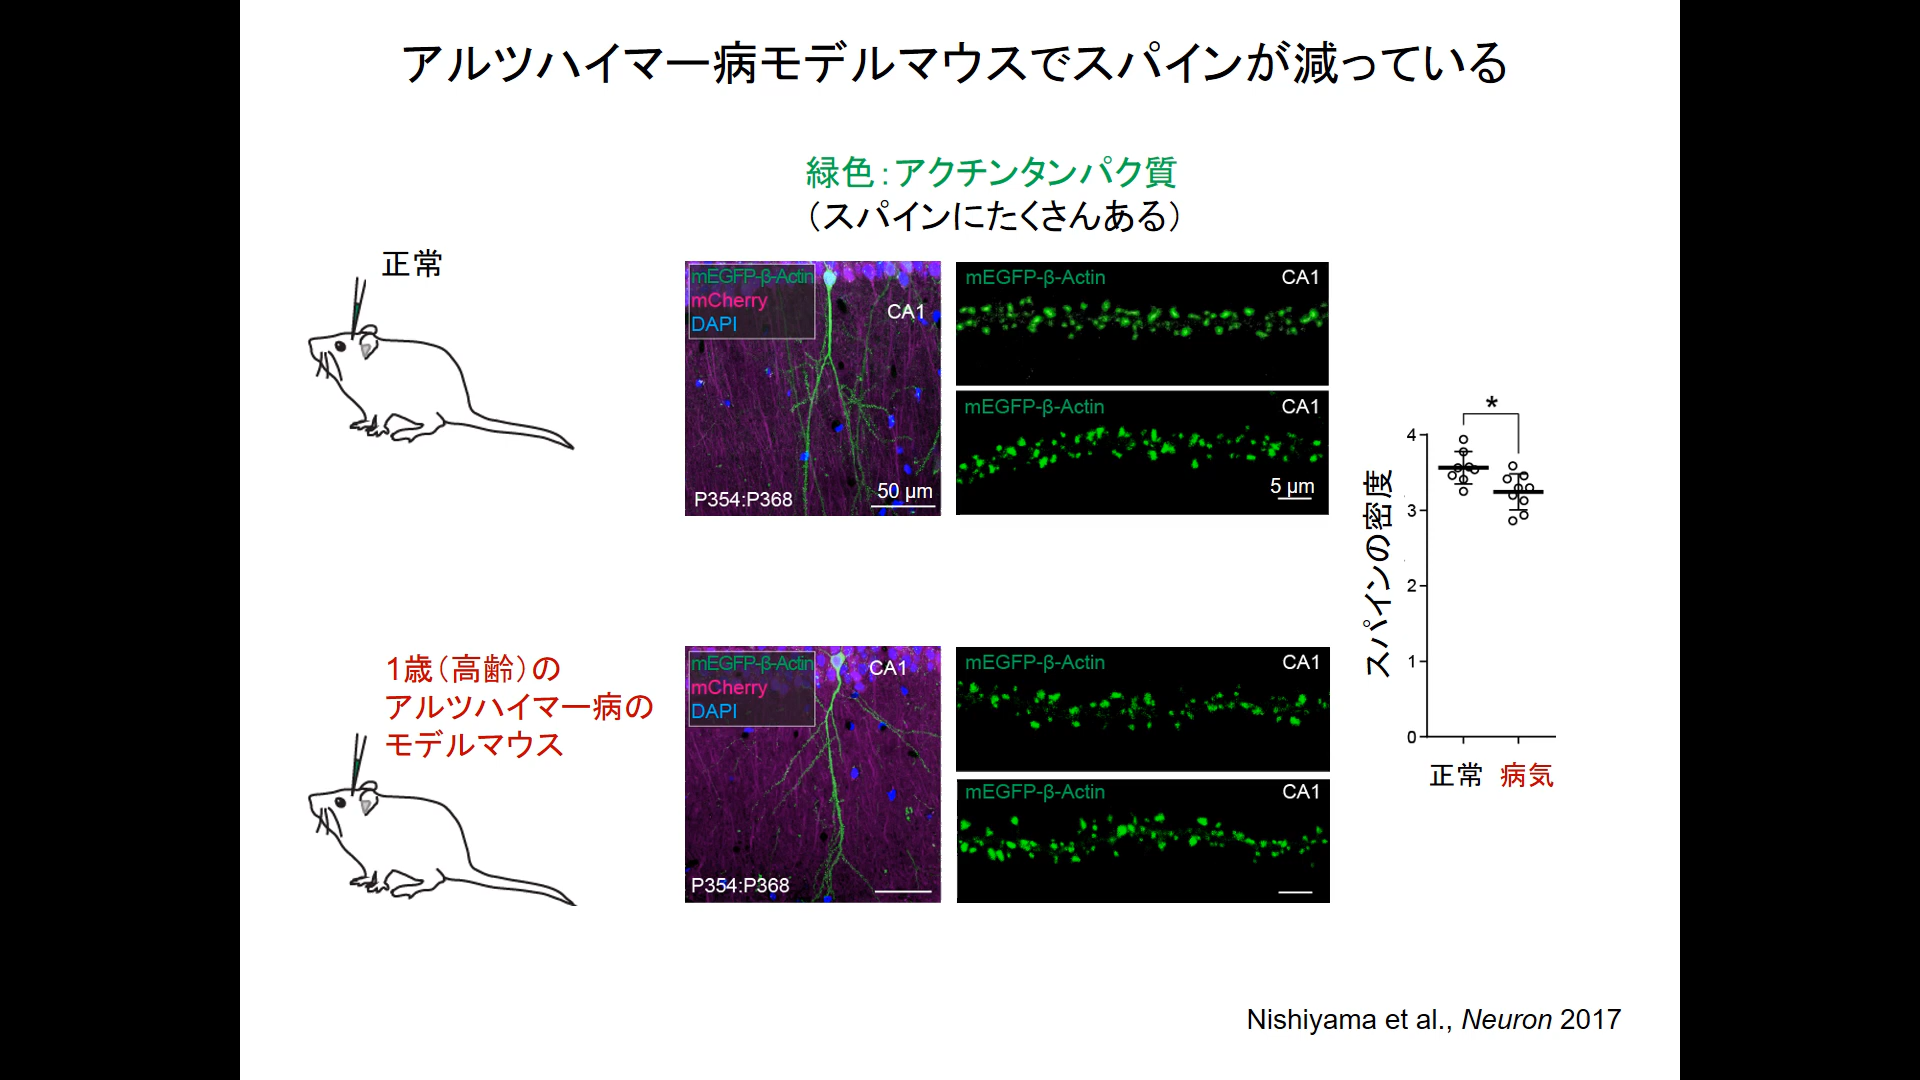 アルツハイマー病モデルマウスでスパインが減っている
緑色：アクチンタンパク質
（スパインにたくさんある）
正常
mEGFP-β-Actin
mCherry
DAPI
CA1
P354:P368
50 μm
mEGFP-β-Actin
CA1
mEGFP-β-Actin
CA1
5 μm
1歳（高齢）の
アルツハイマー病の
モデルマウス
mEGFP-β-Actin
mCherry
DAPI
CA1
P354:P368
mEGFP-β-Actin
CA1
mEGFP-β-Actin
CA1
スパインの密度
*
4
3
2
1
0
正常 病気
Nishiyama et al., Neuron 2017